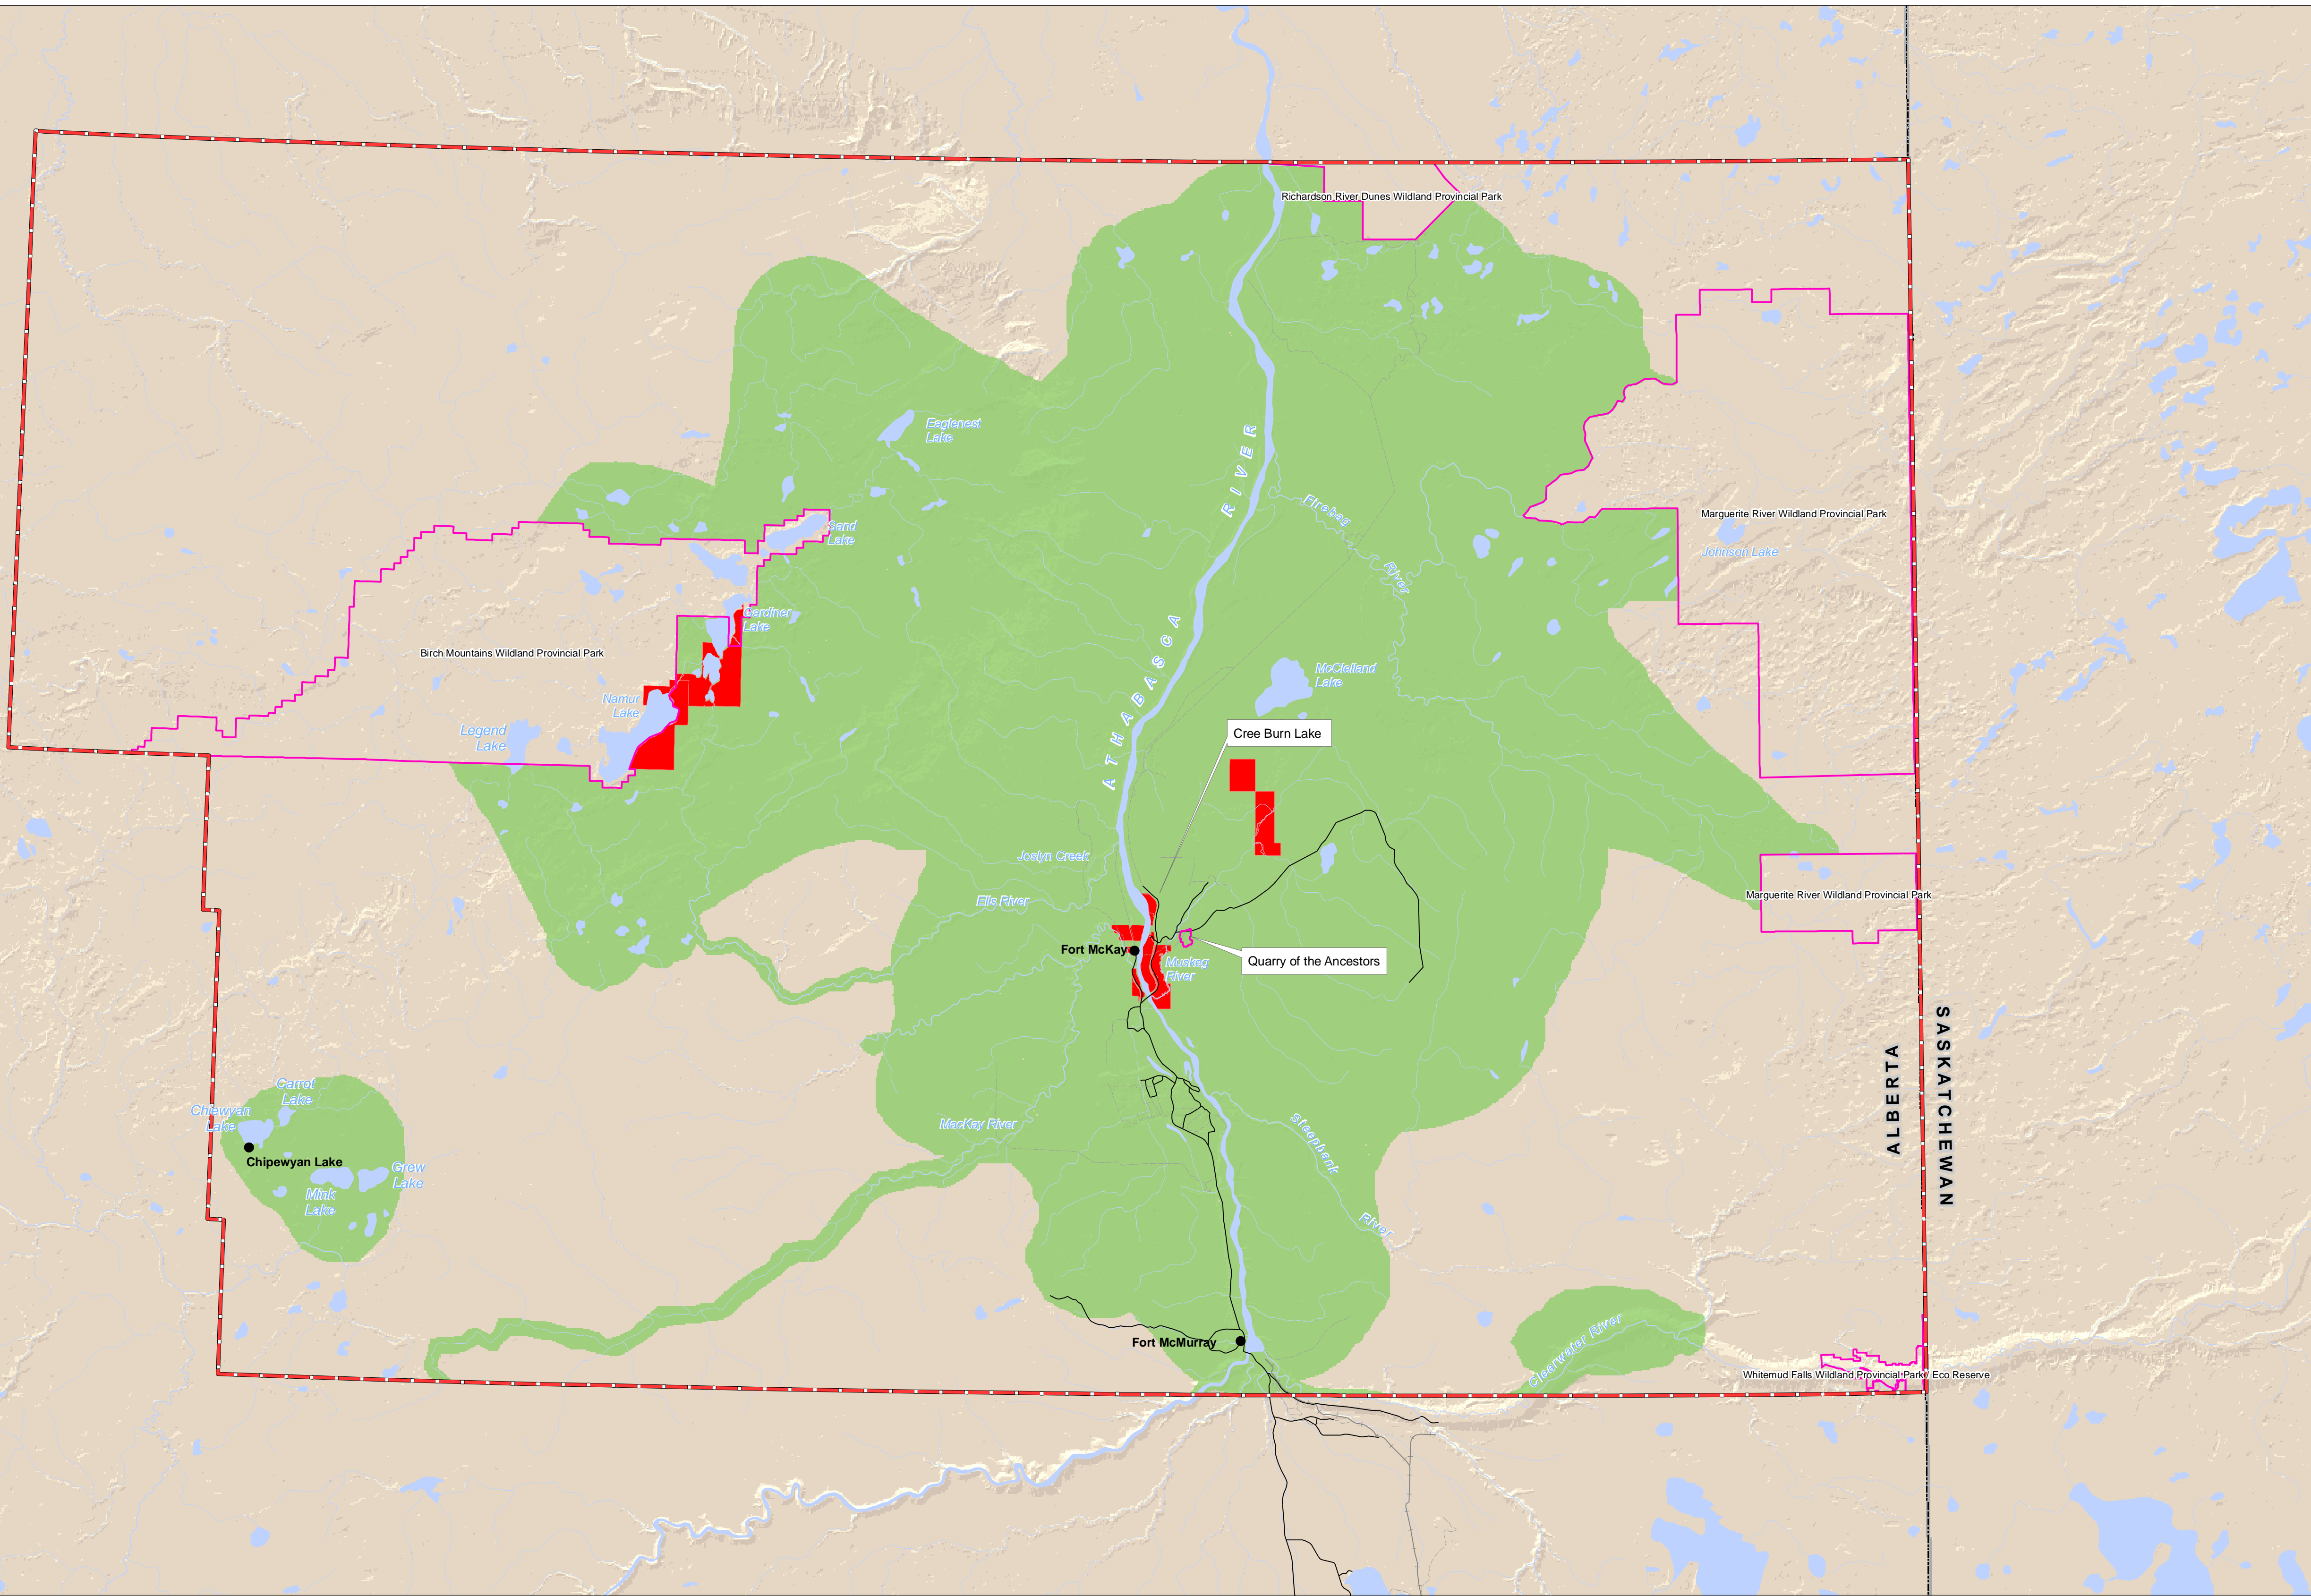 Richardson River Dunes Wildland Provincial Park
Eaglenest
Lake
RIVER
Firebag
River
Sand
Lake
Marguerite River Wildland Provincial Park
Johnson Lake
Gardiner
Lake
Birch Mountains Wildland Provincial Park
ATHABASCA
McClelland
Lake
Namur
Lake
Legend
Lake
Cree Burn Lake
Joslyn Creek
Ells River
Marguerite River Wildland Provincial Park
Fort McKay
Muskeg
River
Quarry of the Ancestors
ALBERTA
SASKATCHEWAN
Carrot
Lake
Chiewyan
Lake
Chipewyan Lake
Grew
Lake
Mink
Lake
MacKay River
Steepbank
River
Fort McMurray
Clearwater River
Whitemud Falls Wildland Provincial Park / Eco Reserve